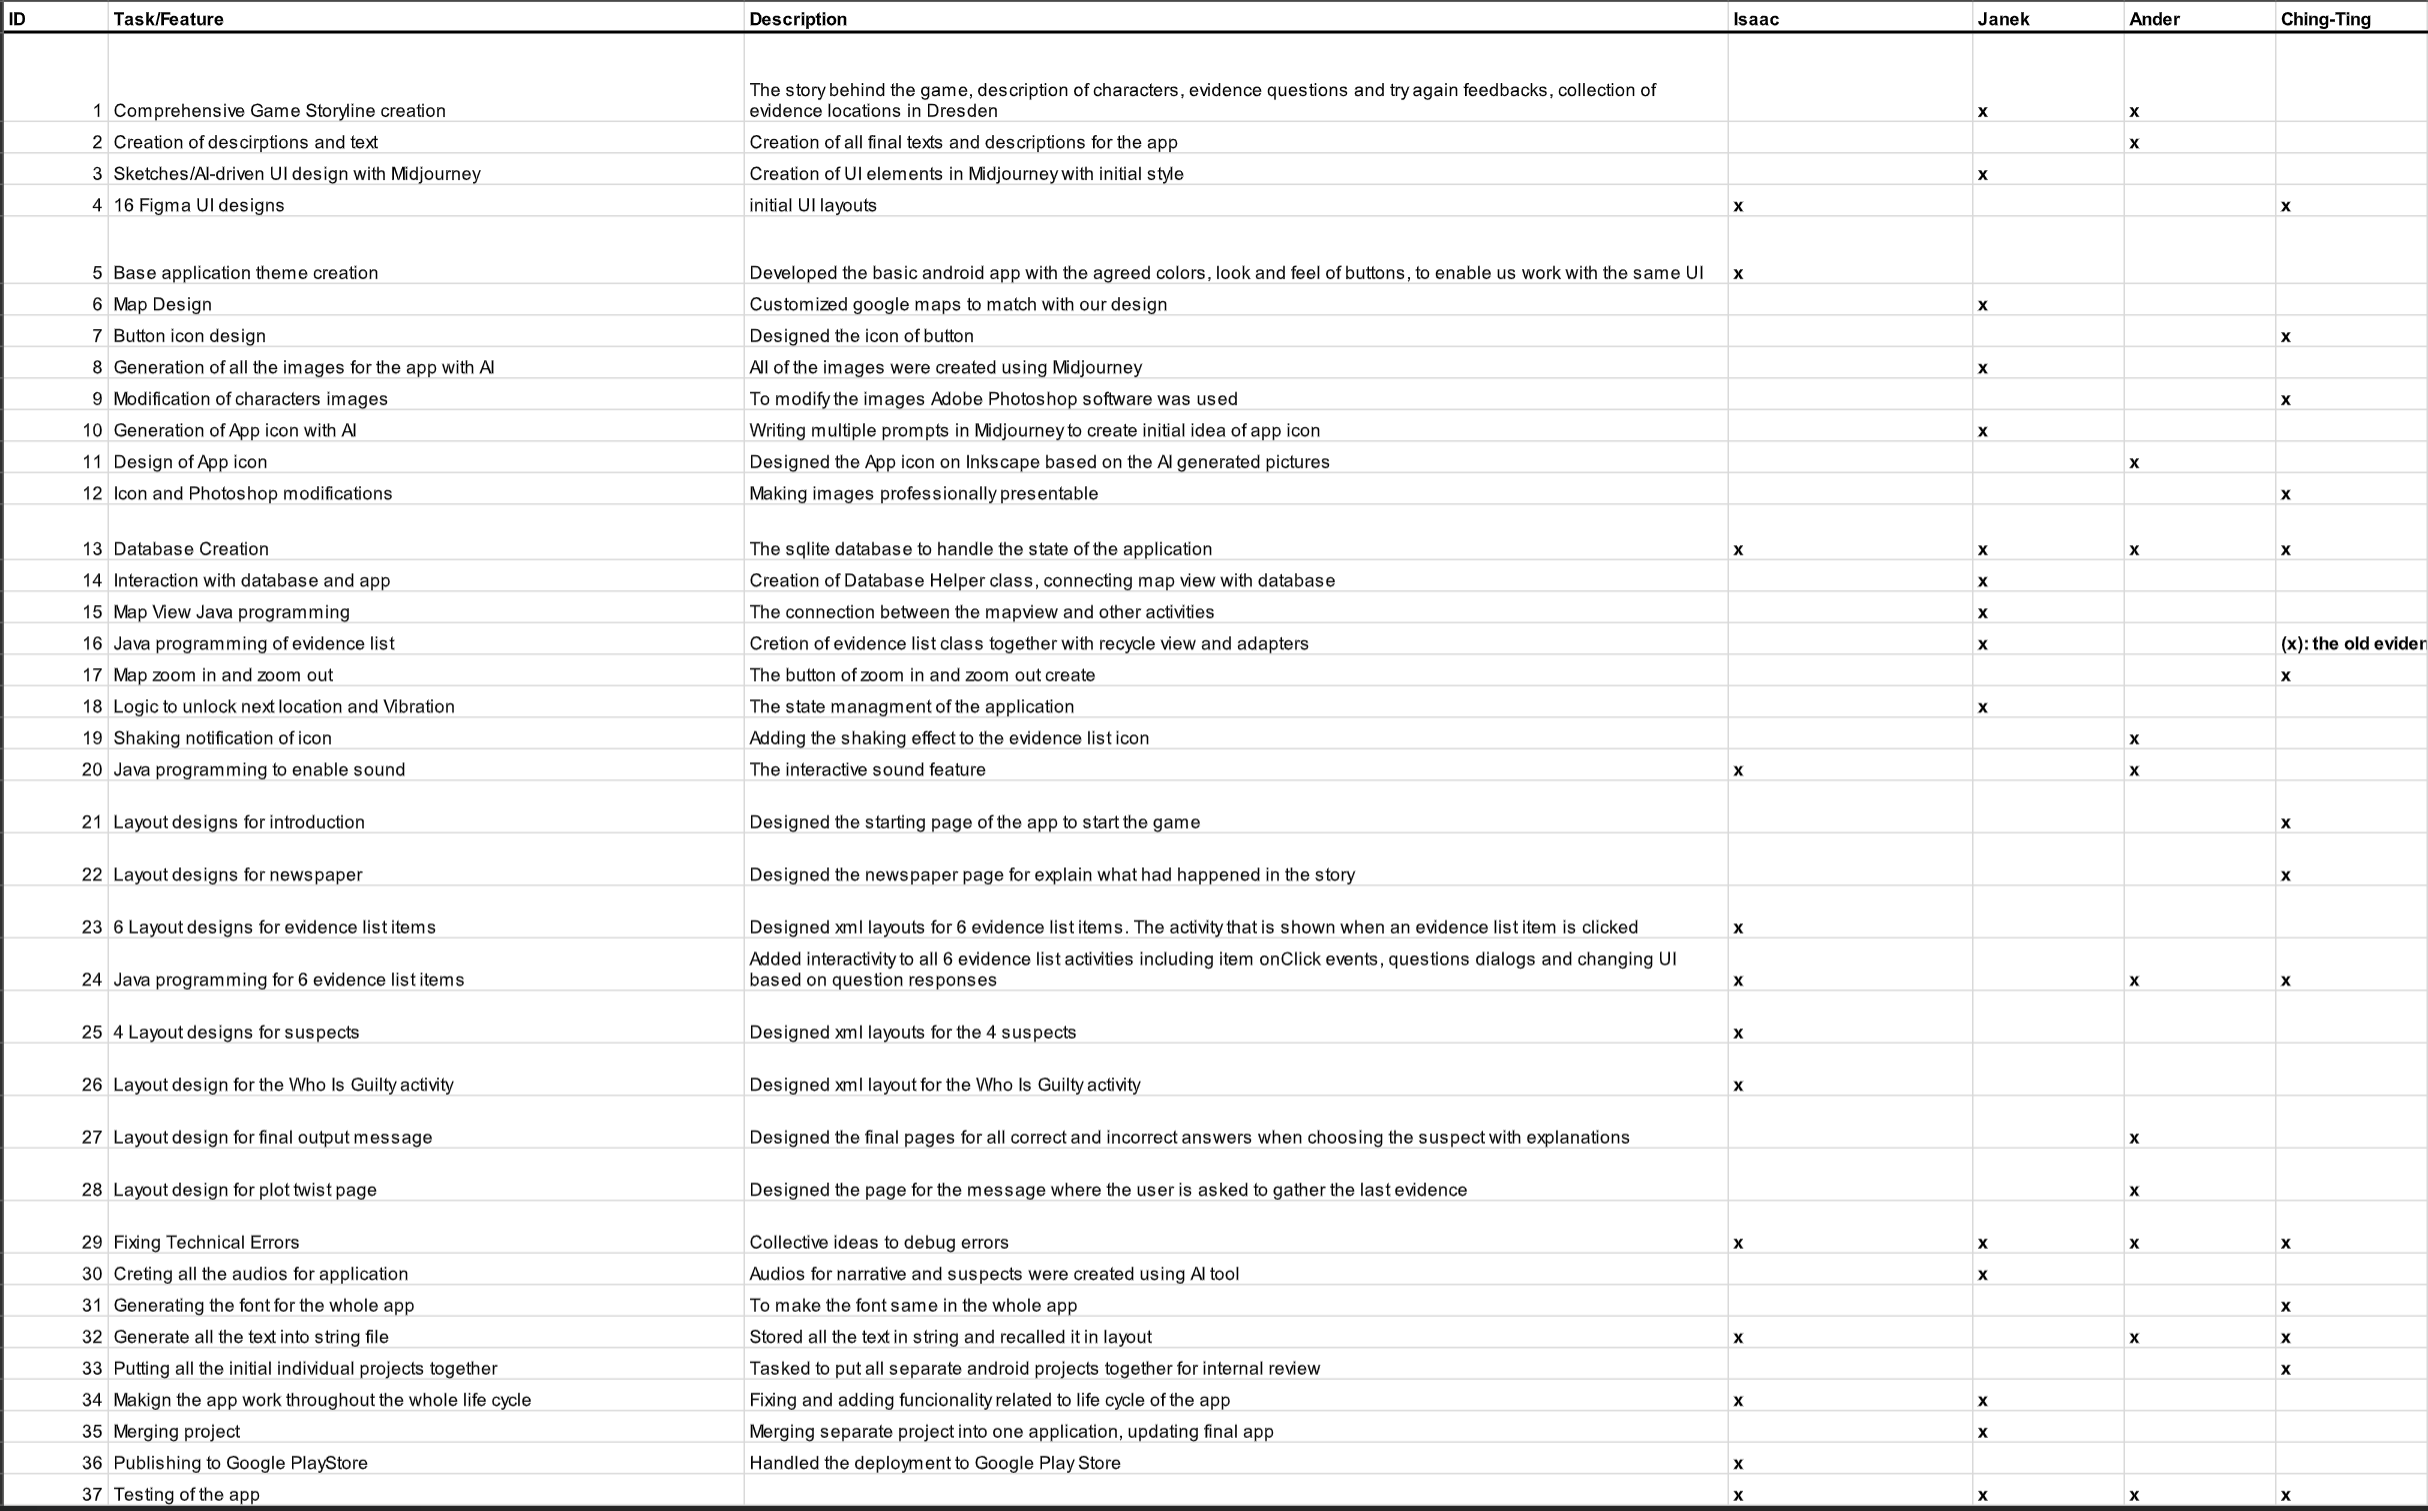 ID Task/Feature Description Isaac Janek Ander Ching-Ting
The story behind the game, description of characters, evidence questions and try again feedbacks, collection of
1 Comprehensive Game Storyline creation evidence locations in Dresden x x
2 Creation of descirptions and text Creation of all final texts and descriptions for the app x
3 Sketches/AI-driven UI design with Midjourney Creation of UI elements in Midjourney with initial style x
4 16 Figma UI designs initial UI layouts x x
5 Base application theme creation Developed the basic android app with the agreed colors, look and feel of buttons, to enable us work with the same UI x
6 Map Design Customized google maps to match with our design x
7 Button icon design Designed the icon of button x
8 Generation of all the images for the app with AI All of the images were created using Midjourney x
9 Modification of characters images To modify the images Adobe Photoshop software was used x
10 Generation of App icon with AI Writing multiple prompts in Midjourney to create initial idea of app icon x
11 Design of App icon Designed the App icon on Inkscape based on the AI generated pictures x
12 Icon and Photoshop modifications Making images professionally presentable x
13 Database Creation The sqlite database to handle the state of the application x x x x
14 Interaction with database and app Creation of Database Helper class, connecting map view with database x
15 Map View Java programming The connection between the mapview and other activities x
16 Java programming of evidence list Cretion of evidence list class together with recycle view and adapters x (x): the old eviden
17 Map zoom in and zoom out The button of zoom in and zoom out create x
18 Logic to unlock next location and Vibration The state managment of the application x
19 Shaking notification of icon Adding the shaking effect to the evidence list icon x
20 Java programming to enable sound The interactive sound feature x x
21 Layout designs for introduction Designed the starting page of the app to start the game x
22 Layout designs for newspaper Designed the newspaper page for explain what had happened in the story x
23 6 Layout designs for evidence list items Designed xml layouts for 6 evidence list items. The activity that is shown when an evidence list item is clicked x
Added interactivity to all 6 evidence list activities including item onClick events, questions dialogs and changing UI
24 Java programming for 6 evidence list items based on question responses x x x
25 4 Layout designs for suspects Designed xml layouts for the 4 suspects x
26 Layout design for the Who Is Guilty activity Designed xml layout for the Who Is Guilty activity x
27 Layout design for final output message Designed the final pages for all correct and incorrect answers when choosing the suspect with explanations x
28 Layout design for plot twist page Designed the page for the message where the user is asked to gather the last evidence x
29 Fixing Technical Errors Collective ideas to debug errors x x x x
30 Creting all the audios for application Audios for narrative and suspects were created using AI tool x
31 Generating the font for the whole app To make the font same in the whole app x
32 Generate all the text into string file Stored all the text in string and recalled it in layout x x x
33 Putting all the initial individual projects together Tasked to put all separate android projects together for internal review x
34 Makign the app work throughout the whole life cycle Fixing and adding funcionality related to life cycle of the app x x
35 Merging project Merging separate project into one application, updating final app x
36 Publishing to Google PlayStore Handled the deployment to Google Play Store x
37 Testing of the app x x x x